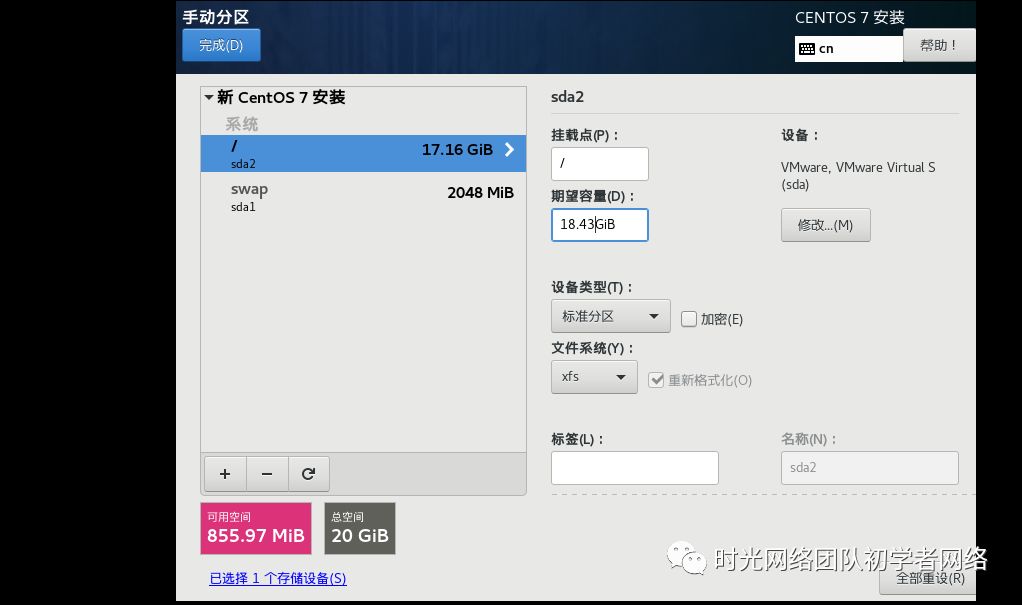 手动分区
完成(D)
CENTOS 7 安装
cn
帮助！
新 CentOS 7 安装
系统
/
17.16 GiB
sda2
swap
2048 MiB
sda1
+ −
可用空间
855.97 MiB
总空间
20 GiB
已选择 1 个存储设备(S)
sda2
挂载点(P)：
/
期望容量(D)：
18.43GiB
设备：
VMware, VMware Virtual S
(sda)
修改...(M)
设备类型(T)：
标准分区
加密(E)
文件系统(Y)：
xfs
重新格式化(O)
标签(L)：
名称(N)：
sda2
时光网络团队初学者网络
全部重设(R)